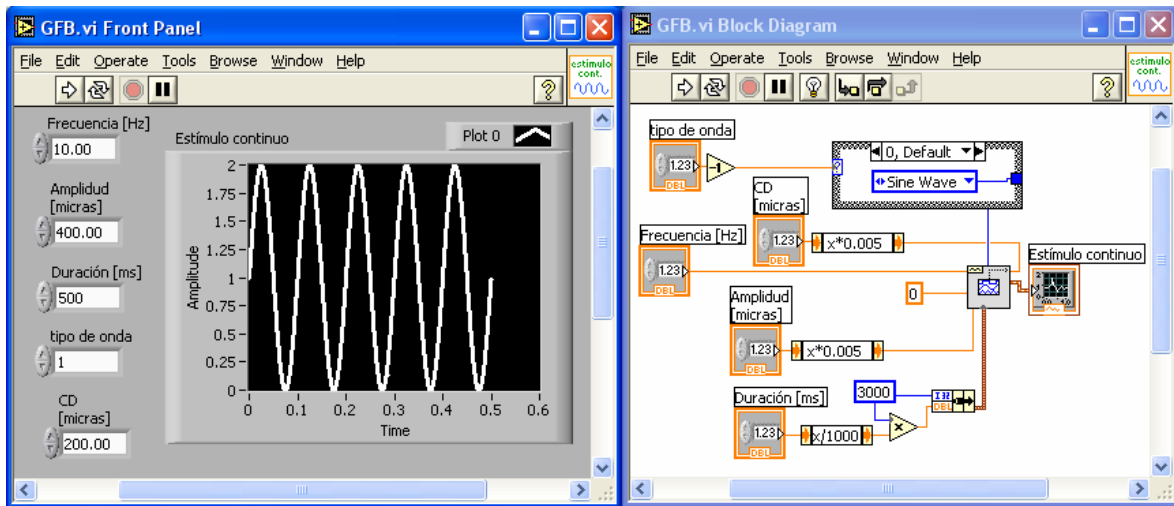 GFB.vi Front Panel
File Edit Operate Tools Browse Window Help
estimulo
cont.
Frecuencia [Hz]
10.00
Amplidud
[micras]
400.00
Duración [ms]
500
tipo de onda
1
CD
[micras]
200.00
Estímulo continuo
Plot 0
Amplitude
2
1.75
1.5
1.25
1
0.75
0.5
0.25
0
0 0.1 0.2 0.3 0.4 0.5 0.6
Time
GFB.vi Block Diagram
File Edit Operate Tools Browse Window Help
estimulo
cont.
tipo de onda
1.23
DBL
-1
?
0, Default
Sine Wave
CD
[micras]
1.23
DBL
x*0.005
Frecuencia [Hz]
1.23
DBL
Estímulo continuo
0
Amplidud
[micras]
1.23
DBL
x*0.005
Duración [ms]
1.23
DBL
x/1000
3000
x
I32
DBL